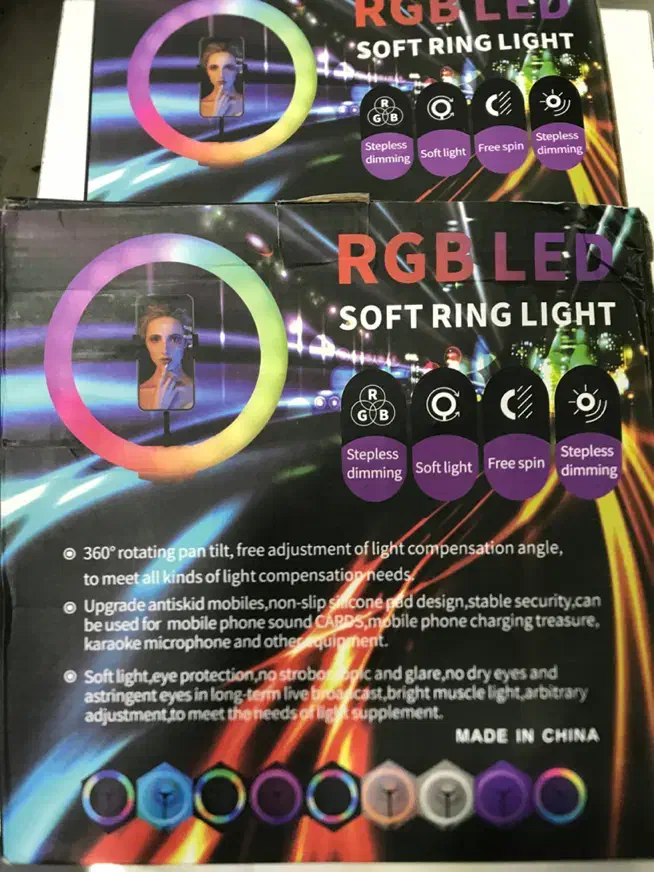 RGB LED
SOFT RING LIGHT
R
G B
Stepless
dimming
Soft light
Free spin
Stepless
dimming
RGB LED
SOFT RING LIGHT
R
G B
Stepless
dimming
Soft light
Free spin
Stepless
dimming
360° rotating pan tilt, free adjustment of light compensation angle,
to meet all kinds of light compensation needs.
Upgrade antiskid mobiles,non-slip silicone pad design,stable security,can
be used for mobile phone sound CARDS,mobile phone charging treasure,
karaoke microphone and other equipment.
Soft light,eye protection,no stroboscopic and glare,no dry eyes and
astringent eyes in long-term live broadcast,bright muscle light,arbitrary
adjustment,to meet the needs of light supplement.
MADE IN CHINA